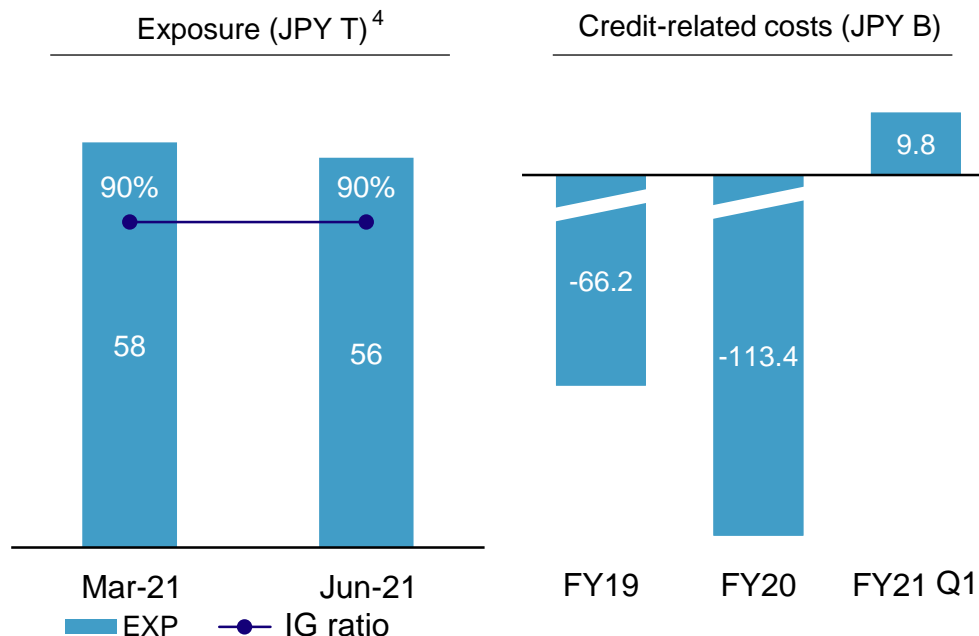 Exposure (JPY T) 4
90%
90%
58
56
Mar-21
Jun-21
EXP
IG ratio
Credit-related costs (JPY B)
9.8
-66.2
-113.4
FY19
FY20
FY21 Q1